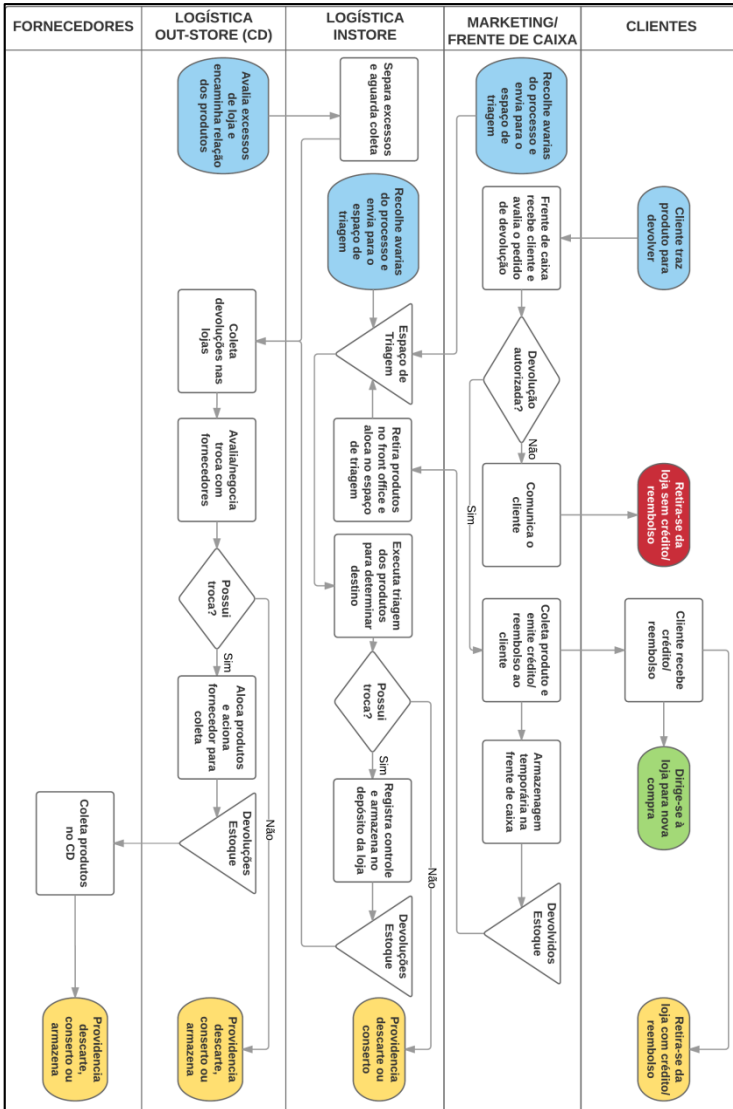 FORNECEDORES
LOGÍSTICA
OUT-STORE (CD)
LOGÍSTICA
INSTORE
MARKETING/
FRENTE DE CAIXA
CLIENTES
Cliente traz
produto para
devolver
Retira-se da
loja sem crédito/
reembolso
Cliente recebe
crédito/
reembolso
Dirige-se à
loja para nova
compra
Retira-se da
loja com crédito/
reembolso
Recolhe avarias
do processo e
envia para o
espaço de
triagem
Frente de caixa
recebe cliente e
avalia o pedido
de devolução
Devolução
autorizada?
Não
Sim
Comunica o
cliente
Coleta produto e
emite crédito/
reembolso ao
cliente
Armazenagem
temporária na
frente de caixa
Devolvidos
Estoque
Separa excessos
e aguarda coleta
Recolhe avarias
do processo e
envia para o
espaço de
triagem
Espaço de
Triagem
Retira produtos
no front office e
aloca no espaço
de triagem
Executa triagem
dos produtos
para determinar
destino
Possui
troca?
Sim
Não
Registra controle
e armazena no
depósito da loja
Devoluções
Estoque
Providencia
descarte ou
conserto
Avalia excessos
de loja e
encaminha relação
dos produtos
Coleta
devoluções nas
lojas
Avalia/negocia
troca com
fornecedores
Possui
troca?
Sim
Não
Aloca produtos
e aciona
fornecedor para
coleta
Devoluções
Estoque
Providencia
descarte,
conserto ou
armazena
Coleta produtos
no CD
Providencia
descarte,
conserto ou
armazena